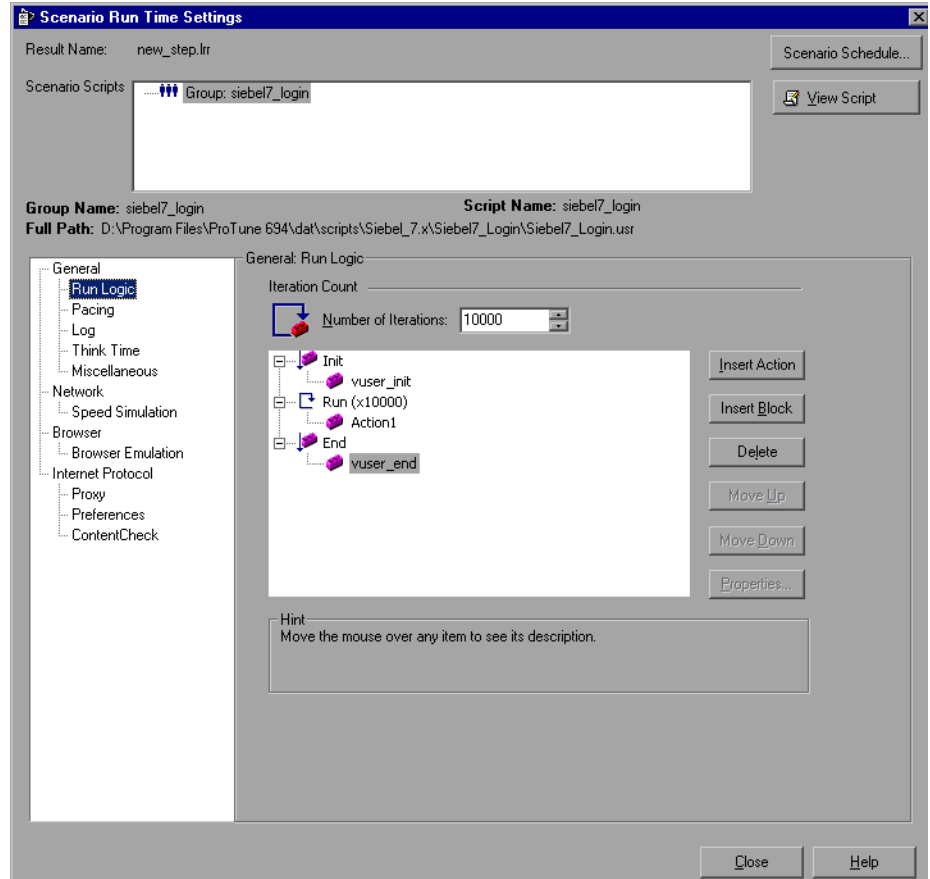 Scenario Run Time Settings
Result Name: new_step.lrr
Scenario Schedule...
Scenario Scripts
Group: siebel7_login
View Script
Group Name: siebel7_login
Script Name: siebel7_login
Full Path: D:\Program Files\ProTune 694\dat\scripts\Siebel_7.x\Siebel7_Login\Siebel7_Login.usr
General
Run Logic
Pacing
Log
Think Time
Miscellaneous
Network
Speed Simulation
Browser
Browser Emulation
Internet Protocol
Proxy
Preferences
ContentCheck
General: Run Logic
Iteration Count
Number of Iterations: 10000
Init
vuser_init
Run (x10000)
Action1
End
vuser_end
Insert Action
Insert Block
Delete
Move Up
Move Down
Properties...
Hint
Move the mouse over any item to see its description.
Close
Help